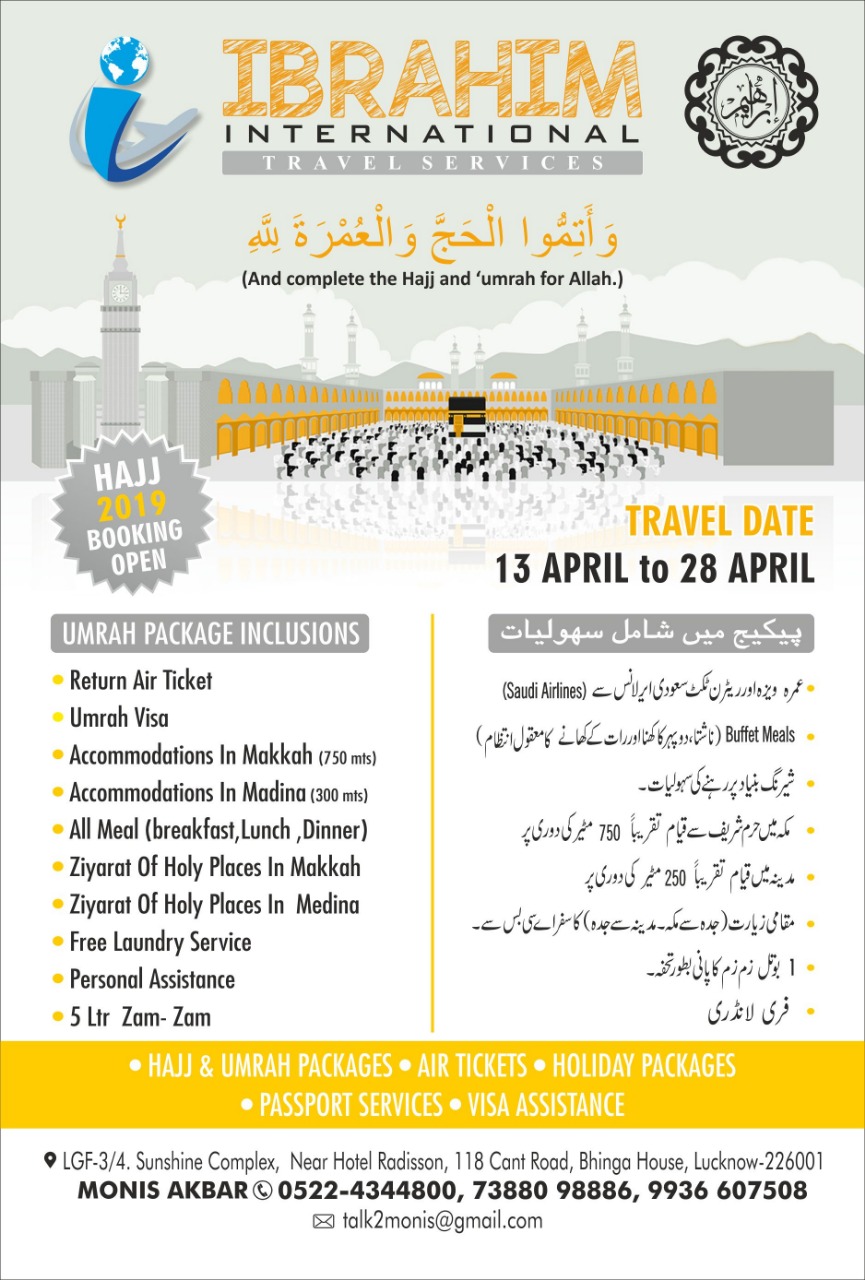 IBRAHIM
INTERNATIONAL
TRAVEL SERVICES
إبراهيم
وَأَتِمُّوا الْحَجَّ وَالْعُمْرَةَ لِلَّهِ
(And complete the Hajj and ‘umrah for Allah.)
HAJJ
2019
BOOKING
OPEN
TRAVEL DATE
13 APRIL to 28 APRIL
UMRAH PACKAGE INCLUSIONS
• Return Air Ticket
• Umrah Visa
• Accommodations In Makkah (750 mts)
• Accommodations In Madina (300 mts)
• All Meal (breakfast,Lunch ,Dinner)
• Ziyarat Of Holy Places In Makkah
• Ziyarat Of Holy Places In Medina
• Free Laundry Service
• Personal Assistance
• 5 Ltr Zam- Zam
پیکیج میں شامل سہولیات
• عمرہ ویزہ اور ریٹرن ٹکٹ سعودی ایرلائنس سے (Saudi Airlines)
• Buffet Meals (ناشتا، دوپہر کا کھنا اور رات کے کھانے کا معقول انتظام)
• شیرنگ بنیاد پر رہنے کی سہولیات۔
• مکہ میں حرم شریف سے قیام تقریباً 750 مٹیر کی دوری پر
• مدینہ میں قیام تقریباً 250 مٹیر کی دوری پر
• مقامی زیارت (جدہ سے مکہ۔ مدینہ سے جدہ) کا سفر اے سی بس سے۔
• 1 بوتل زم زم کا پانی بطور تحفہ۔
• فری لانڈری
• HAJJ & UMRAH PACKAGES • AIR TICKETS • HOLIDAY PACKAGES
• PASSPORT SERVICES • VISA ASSISTANCE
LGF-3/4. Sunshine Complex, Near Hotel Radisson, 118 Cant Road, Bhinga House, Lucknow-226001
MONIS AKBAR 0522-4344800, 73880 98886, 9936 607508
talk2monis@gmail.com